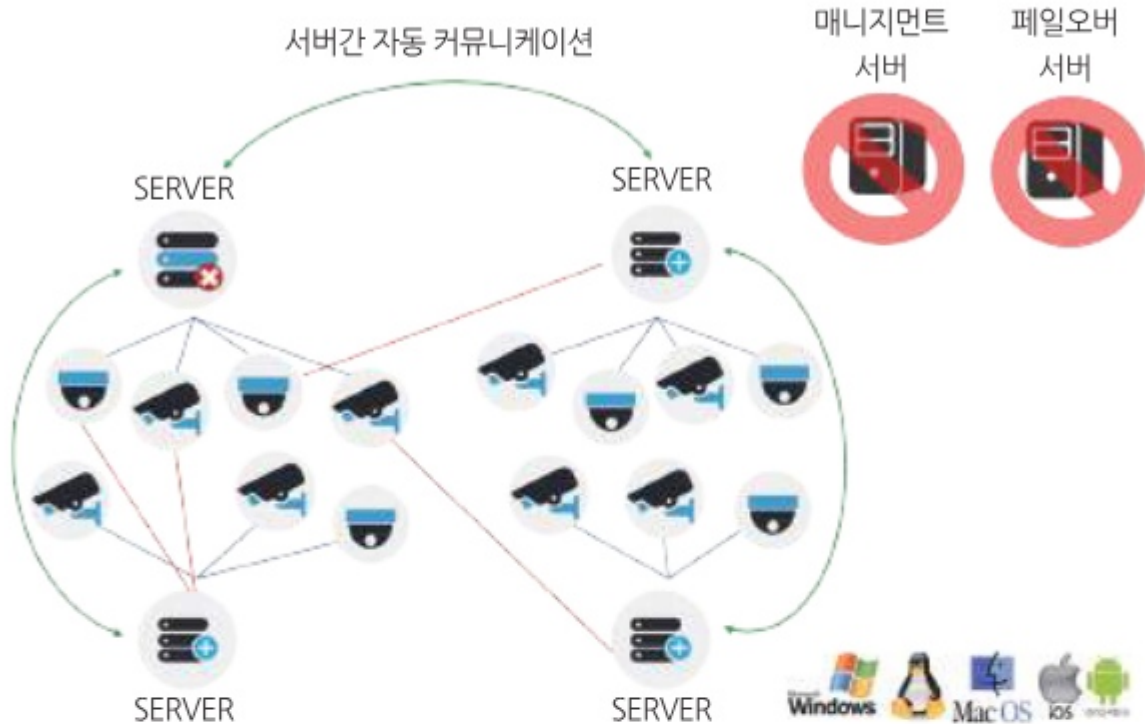 서버간 자동 커뮤니케이션
매니지먼트
서버
페일오버
서버
SERVER
SERVER
SERVER
SERVER
Microsoft
Windows
Mac OS
iOS